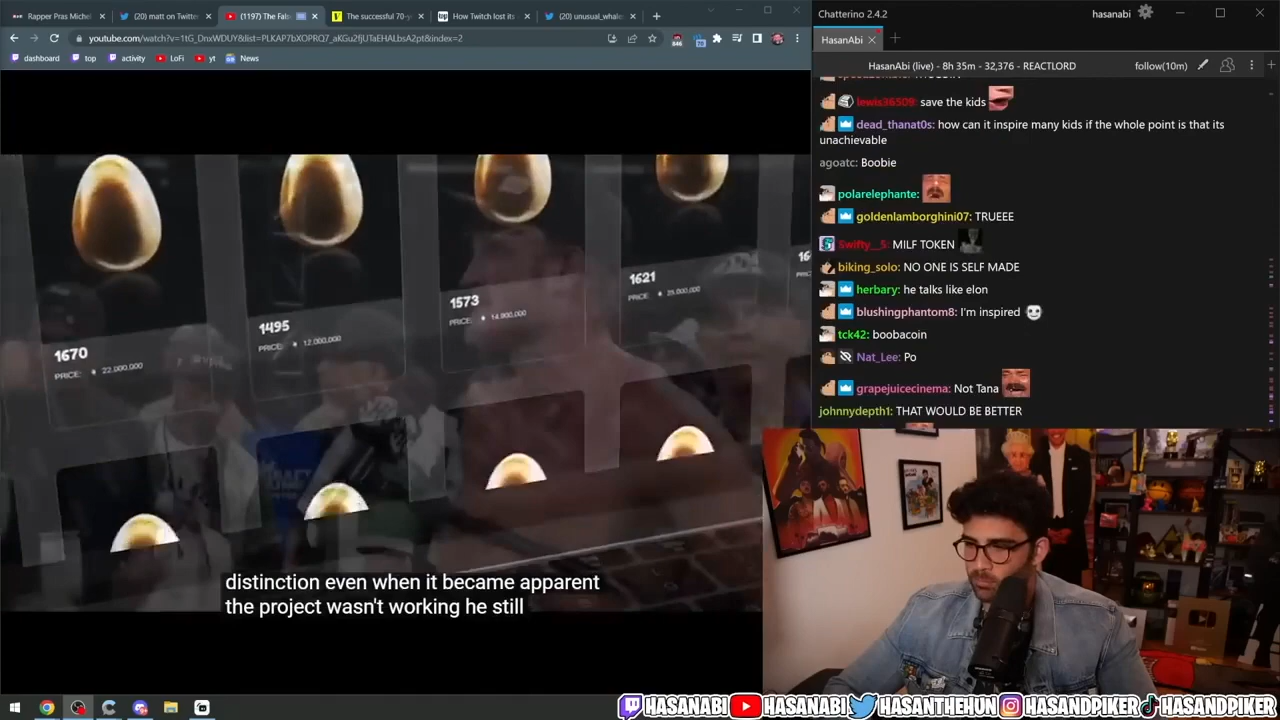 Rapper Pras Michel
(20) matt on Twitter
(1197) The Fals
The successful 70-y
How Twitch lost its
(20) unusual_whale
youtube.com/watch?v=1tG_DnxWDUY&list=PLKAP7bXOPRQ7_aKGu2fjUTaEHALbsA2pt&index=2
dashboard
top
activity
LoFi
yt
News
1670
PRICE: 22,000,000
1495
PRICE: 12,000,000
1573
PRICE: 14,900,000
1621
PRICE: 25,000,000
distinction even when it became apparent
the project wasn't working he still
Chatterino 2.4.2
hasanabi
HasanAbi
HasanAbi (live) - 8h 35m - 32,376 - REACTLORD
follow(10m)
lewis36509: save the kids
dead_thanat0s: how can it inspire many kids if the whole point is that its
unachievable
agoatc: Boobie
polarelephante:
goldenlamborghini07: TRUEEE
Swifty__5: MILF TOKEN
biking_solo: NO ONE IS SELF MADE
herbary: he talks like elon
blushingphantom8: I'm inspired
tck42: boobacoin
Nat_Lee: Po
grapejuicecinema: Not Tana
johnnydepth1: THAT WOULD BE BETTER
HASANABI HASANABI HASANTHEHUN HASANDPIKER HASANDPIKER